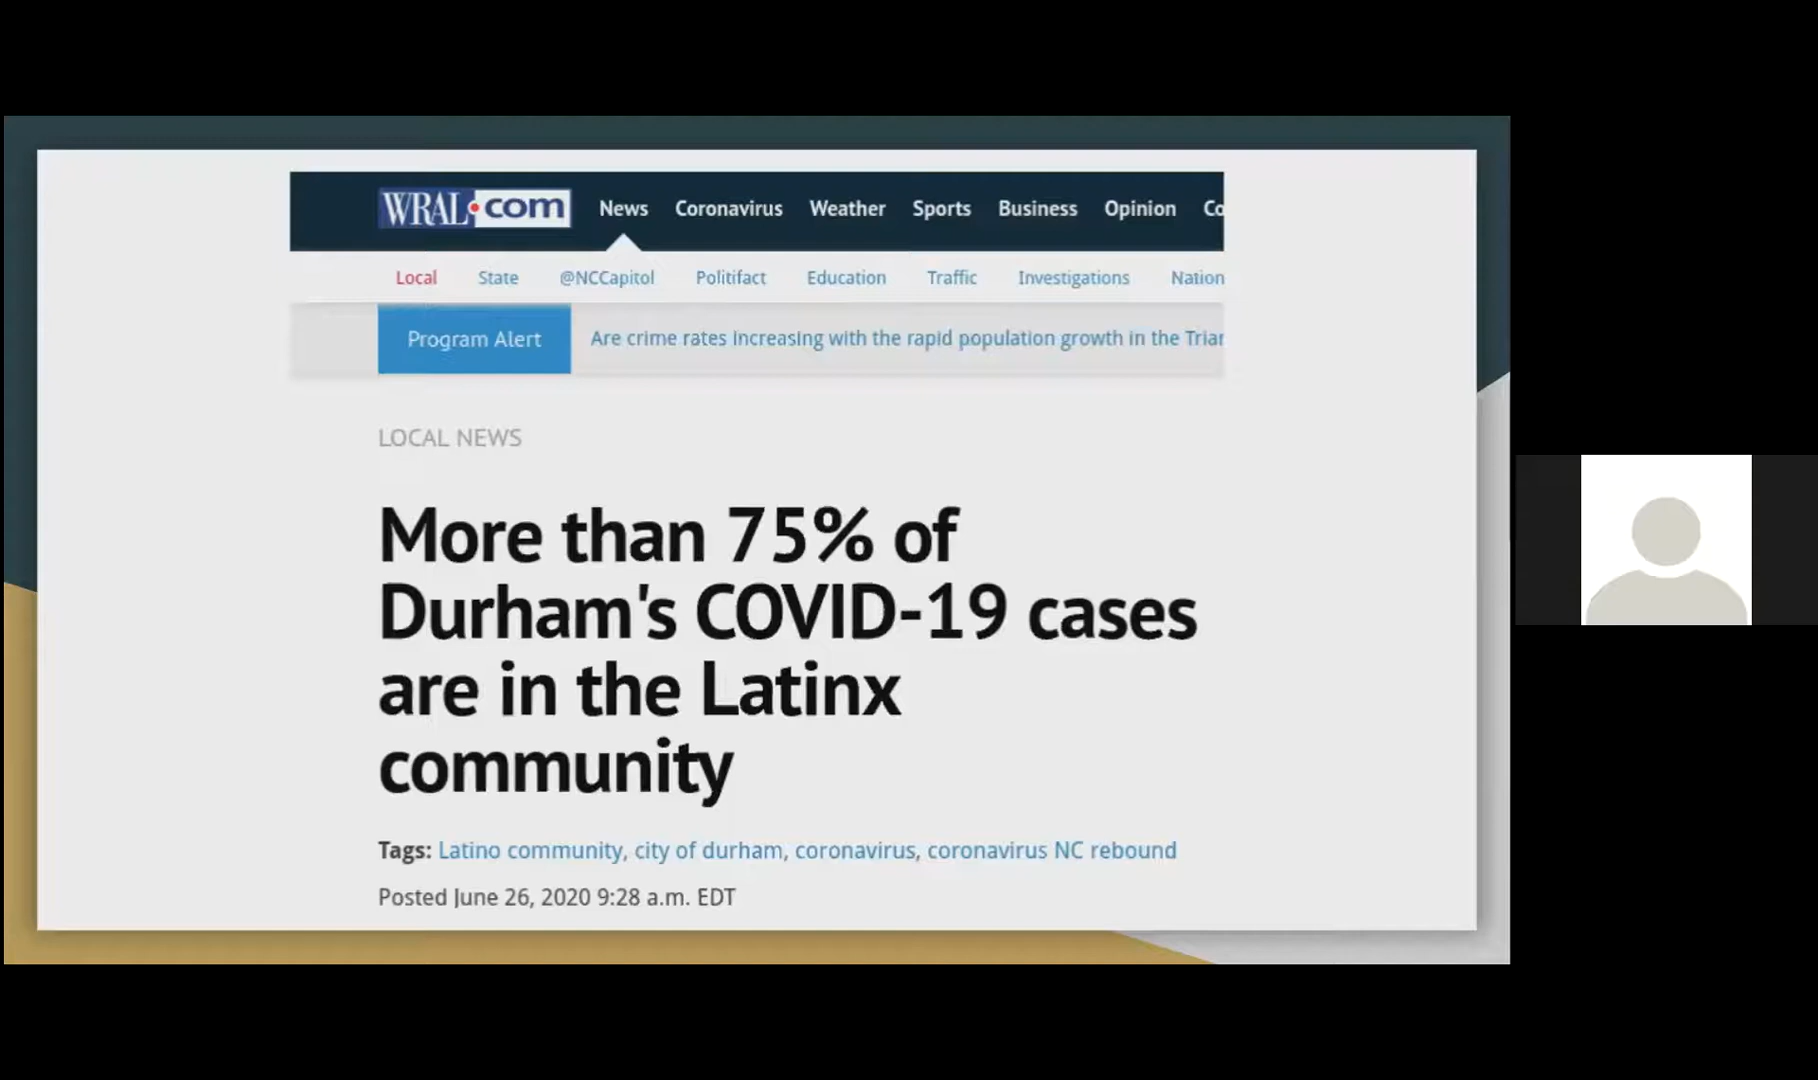 WRAL.com News Coronavirus Weather Sports Business Opinion Co
Local State @NCCapitol Politifact Education Traffic Investigations Nation
Program Alert Are crime rates increasing with the rapid population growth in the Trian
LOCAL NEWS
More than 75% of
Durham's COVID-19 cases
are in the Latinx
community
Tags: Latino community, city of durham, coronavirus, coronavirus NC rebound
Posted June 26, 2020 9:28 a.m. EDT